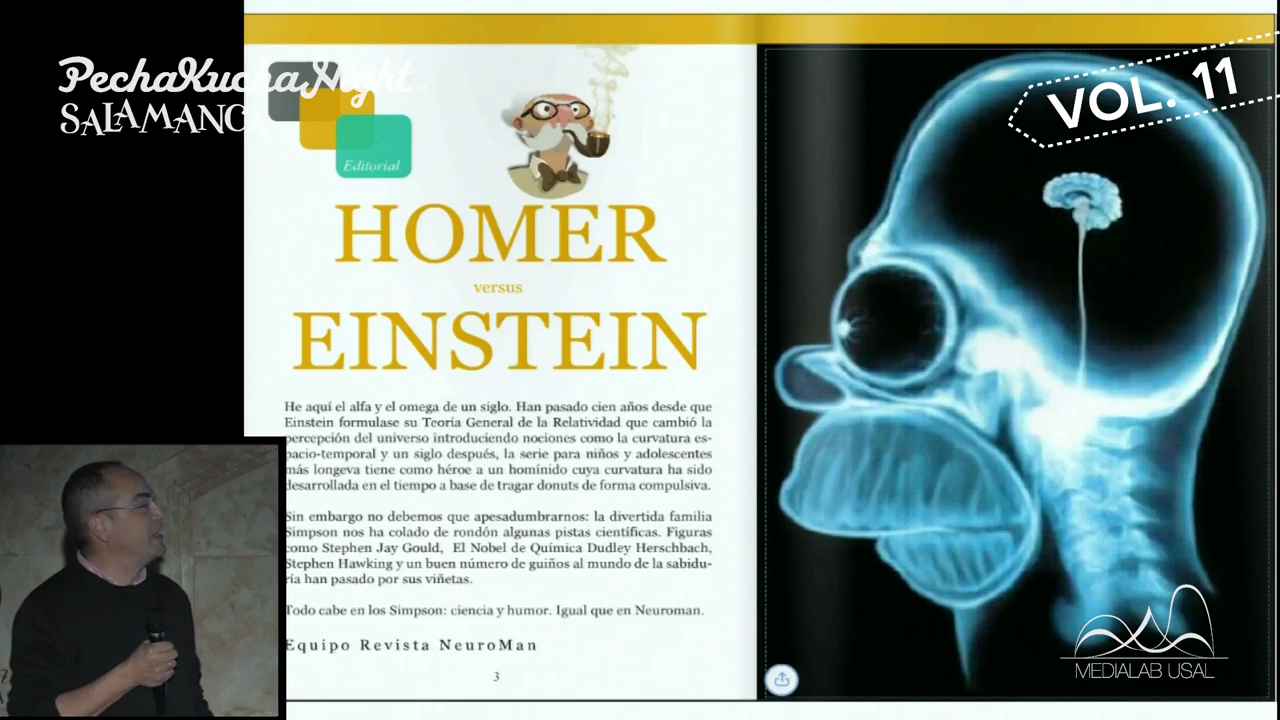 PechaKuchaNight
SALAMANC
VOL. 11
Editorial
HOMER
versus
EINSTEIN
He aquí el alfa y el omega de un siglo. Han pasado cien años desde que
Einstein formulase su Teoría General de la Relatividad que cambió la
percepción del universo introduciendo nociones como la curvatura es-
pacio-temporal y un siglo después, la serie para niños y adolescentes
más longeva tiene como héroe a un homínido cuya curvatura ha sido
desarrollada en el tiempo a base de tragar donuts de forma compulsiva.
Sin embargo no debemos que apesadumbrarnos: la divertida familia
Simpson nos ha colado de rondón algunas pistas científicas. Figuras
como Stephen Jay Gould, El Nobel de Química Dudley Herschbach,
Stephen Hawking y un buen número de guiños al mundo de la sabidu-
ría han pasado por sus viñetas.
Todo cabe en los Simpson: ciencia y humor. Igual que en Neuroman.
Equipo Revista NeuroMan
3
MEDIALAB USAL